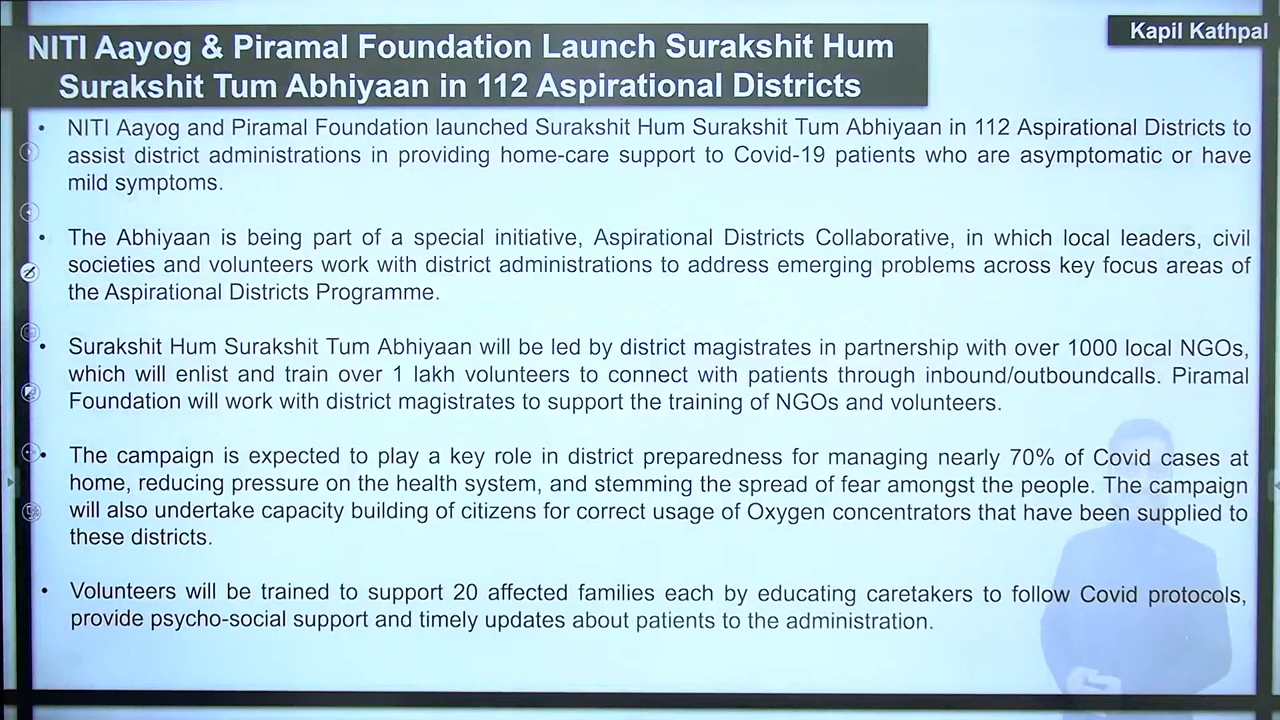 NITI Aayog & Piramal Foundation Launch Surakshit Hum
Surakshit Tum Abhiyaan in 112 Aspirational Districts
Kapil Kathpal
• NITI Aayog and Piramal Foundation launched Surakshit Hum Surakshit Tum Abhiyaan in 112 Aspirational Districts to
assist district administrations in providing home-care support to Covid-19 patients who are asymptomatic or have
mild symptoms.
• The Abhiyaan is being part of a special initiative, Aspirational Districts Collaborative, in which local leaders, civil
societies and volunteers work with district administrations to address emerging problems across key focus areas of
the Aspirational Districts Programme.
• Surakshit Hum Surakshit Tum Abhiyaan will be led by district magistrates in partnership with over 1000 local NGOs,
which will enlist and train over 1 lakh volunteers to connect with patients through inbound/outboundcalls. Piramal
Foundation will work with district magistrates to support the training of NGOs and volunteers.
• The campaign is expected to play a key role in district preparedness for managing nearly 70% of Covid cases at
home, reducing pressure on the health system, and stemming the spread of fear amongst the people. The campaign
will also undertake capacity building of citizens for correct usage of Oxygen concentrators that have been supplied to
these districts.
• Volunteers will be trained to support 20 affected families each by educating caretakers to follow Covid protocols,
provide psycho-social support and timely updates about patients to the administration.